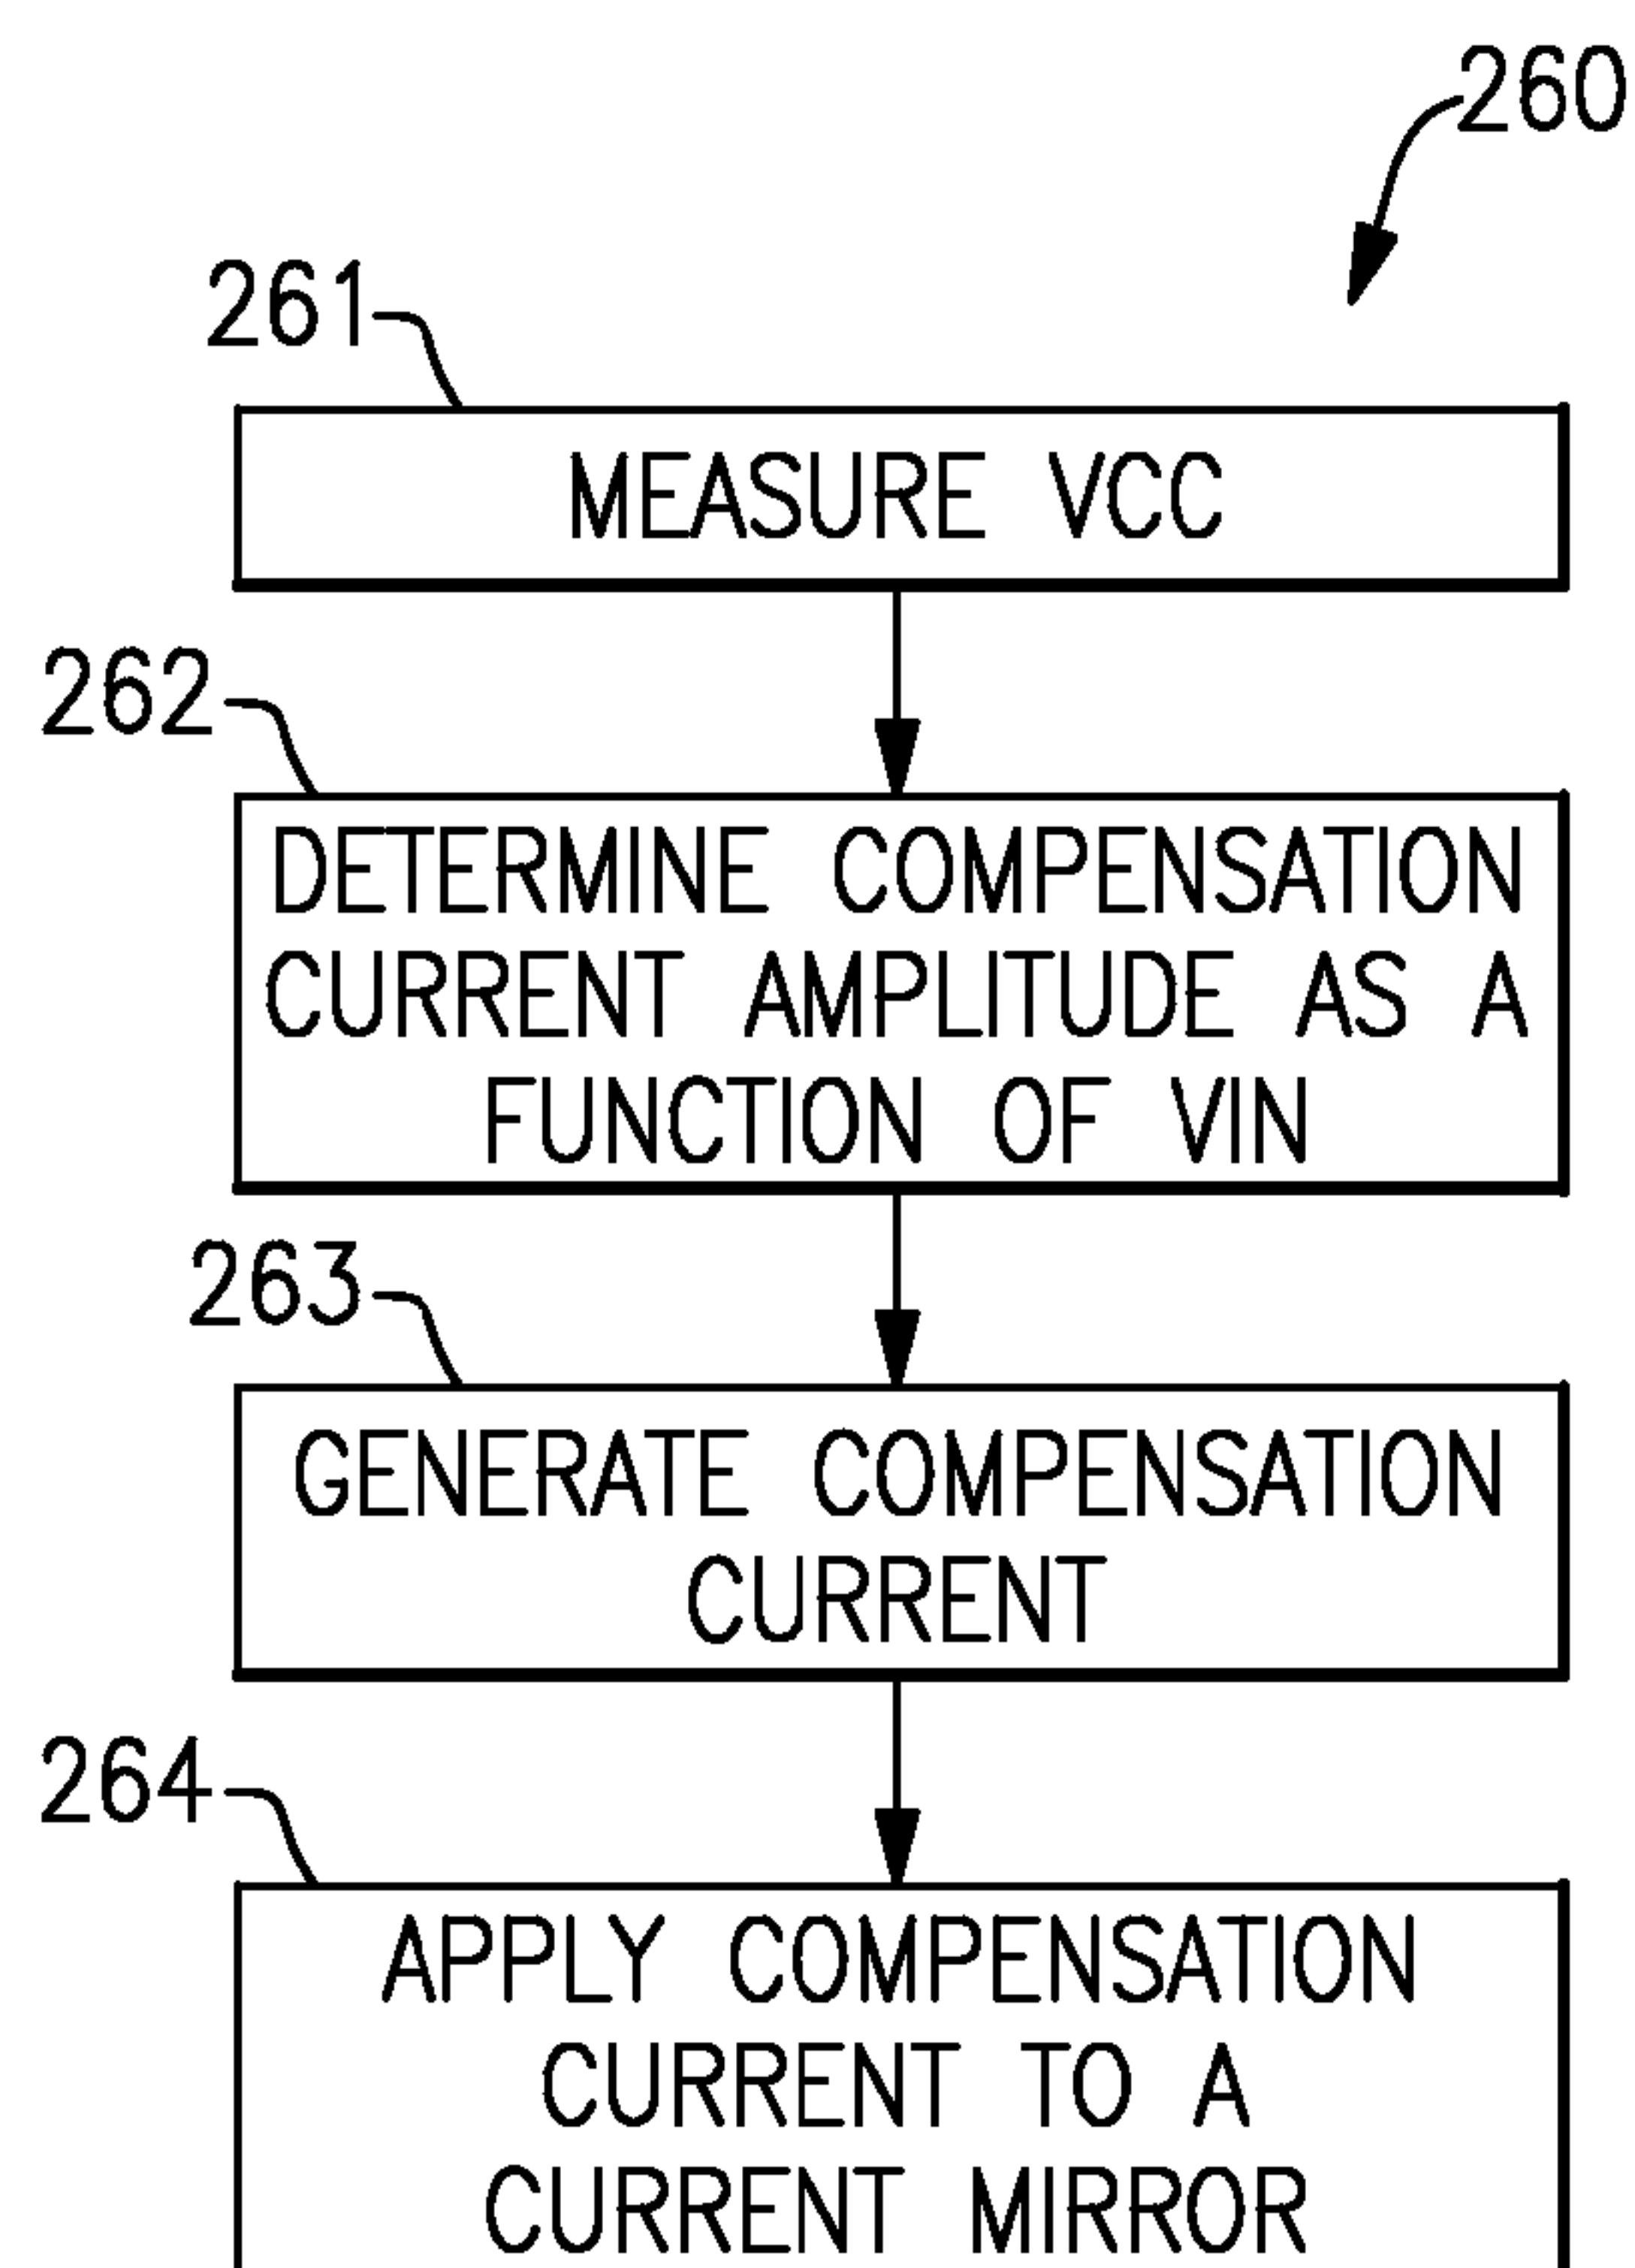 260
261
MEASURE VCC
262
DETERMINE COMPENSATION
CURRENT AMPLITUDE AS A
FUNCTION OF VIN
263
GENERATE COMPENSATION
CURRENT
264
APPLY COMPENSATION
CURRENT TO A
CURRENT MIRROR